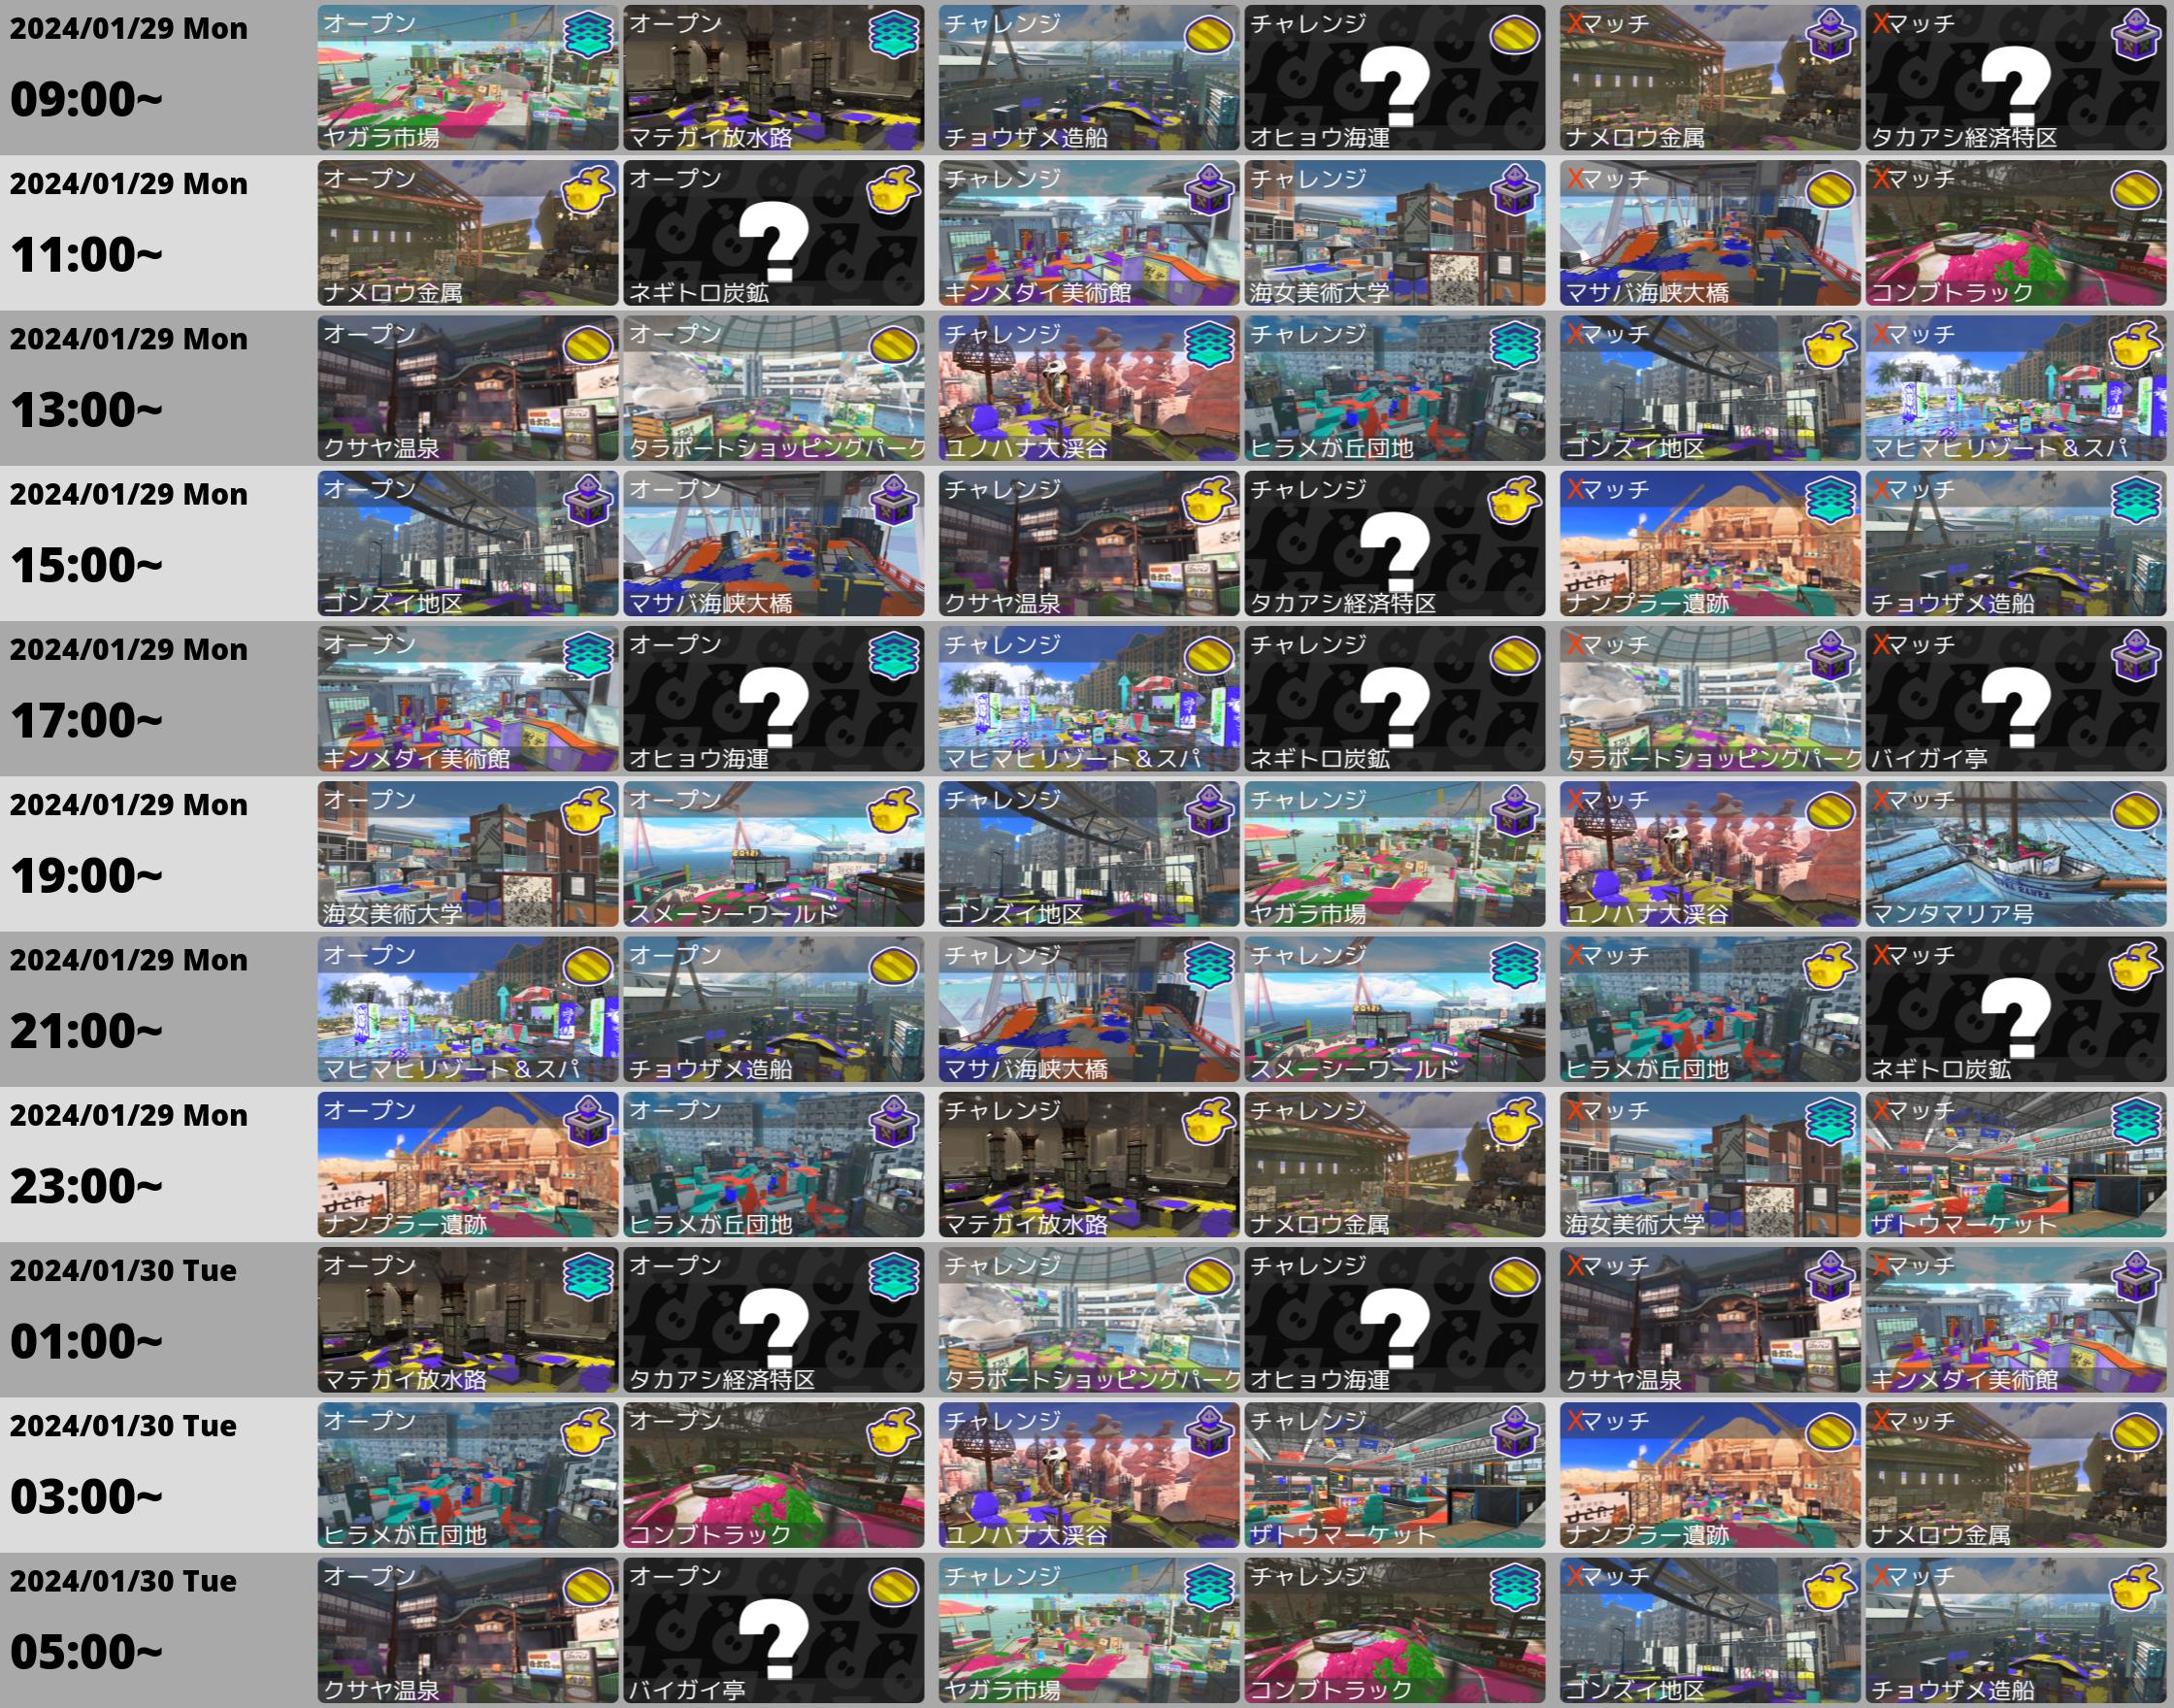 2024/01/29 Mon
09:00~
オープン
ヤガラ市場
オープン
マテガイ放水路
チャレンジ
チョウザメ造船
チャレンジ
?
オヒョウ海運
Xマッチ
ナメロウ金属
Xマッチ
?
タカアシ経済特区
2024/01/29 Mon
11:00~
オープン
ナメロウ金属
オープン
?
ネギトロ炭鉱
チャレンジ
キンメダイ美術館
チャレンジ
海女美術大学
Xマッチ
マサバ海峡大橋
Xマッチ
コンブトラック
2024/01/29 Mon
13:00~
オープン
クサヤ温泉
オープン
タラポートショッピングパーク
チャレンジ
ユノハナ大渓谷
チャレンジ
ヒラメが丘団地
Xマッチ
ゴンズイ地区
Xマッチ
マヒマヒリゾート&スパ
2024/01/29 Mon
15:00~
オープン
ゴンズイ地区
オープン
マサバ海峡大橋
チャレンジ
クサヤ温泉
チャレンジ
?
タカアシ経済特区
Xマッチ
ナンプラー遺跡
Xマッチ
チョウザメ造船
2024/01/29 Mon
17:00~
オープン
キンメダイ美術館
オープン
?
オヒョウ海運
チャレンジ
マヒマヒリゾート&スパ
チャレンジ
?
ネギトロ炭鉱
Xマッチ
タラポートショッピングパーク
Xマッチ
?
バイガイ亭
2024/01/29 Mon
19:00~
オープン
海女美術大学
オープン
スメーシーワールド
チャレンジ
ゴンズイ地区
チャレンジ
ヤガラ市場
Xマッチ
ユノハナ大渓谷
Xマッチ
マンタマリア号
2024/01/29 Mon
21:00~
オープン
マヒマヒリゾート&スパ
オープン
チョウザメ造船
チャレンジ
マサバ海峡大橋
チャレンジ
スメーシーワールド
Xマッチ
ヒラメが丘団地
Xマッチ
?
ネギトロ炭鉱
2024/01/29 Mon
23:00~
オープン
ナンプラー遺跡
オープン
ヒラメが丘団地
チャレンジ
マテガイ放水路
チャレンジ
ナメロウ金属
Xマッチ
海女美術大学
Xマッチ
ザトウマーケット
2024/01/30 Tue
01:00~
オープン
マテガイ放水路
オープン
?
タカアシ経済特区
チャレンジ
タラポートショッピングパーク
チャレンジ
?
オヒョウ海運
Xマッチ
クサヤ温泉
Xマッチ
キンメダイ美術館
2024/01/30 Tue
03:00~
オープン
ヒラメが丘団地
オープン
コンブトラック
チャレンジ
ユノハナ大渓谷
チャレンジ
ザトウマーケット
Xマッチ
ナンプラー遺跡
Xマッチ
ナメロウ金属
2024/01/30 Tue
05:00~
オープン
クサヤ温泉
オープン
?
バイガイ亭
チャレンジ
ヤガラ市場
チャレンジ
コンブトラック
Xマッチ
ゴンズイ地区
Xマッチ
チョウザメ造船